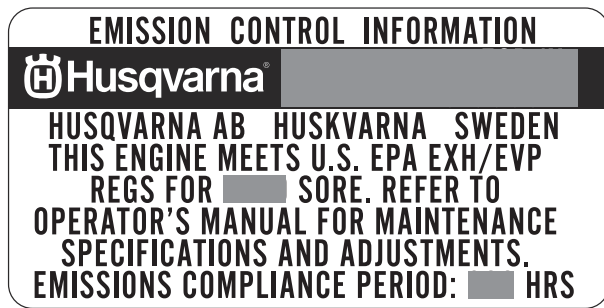 EMISSION CONTROL INFORMATION
Husqvarna
HUSQVARNA AB HUSKVARNA SWEDEN
THIS ENGINE MEETS U.S. EPA EXH/EVP
REGS FOR SORE. REFER TO
OPERATOR'S MANUAL FOR MAINTENANCE
SPECIFICATIONS AND ADJUSTMENTS.
EMISSIONS COMPLIANCE PERIOD: HRS